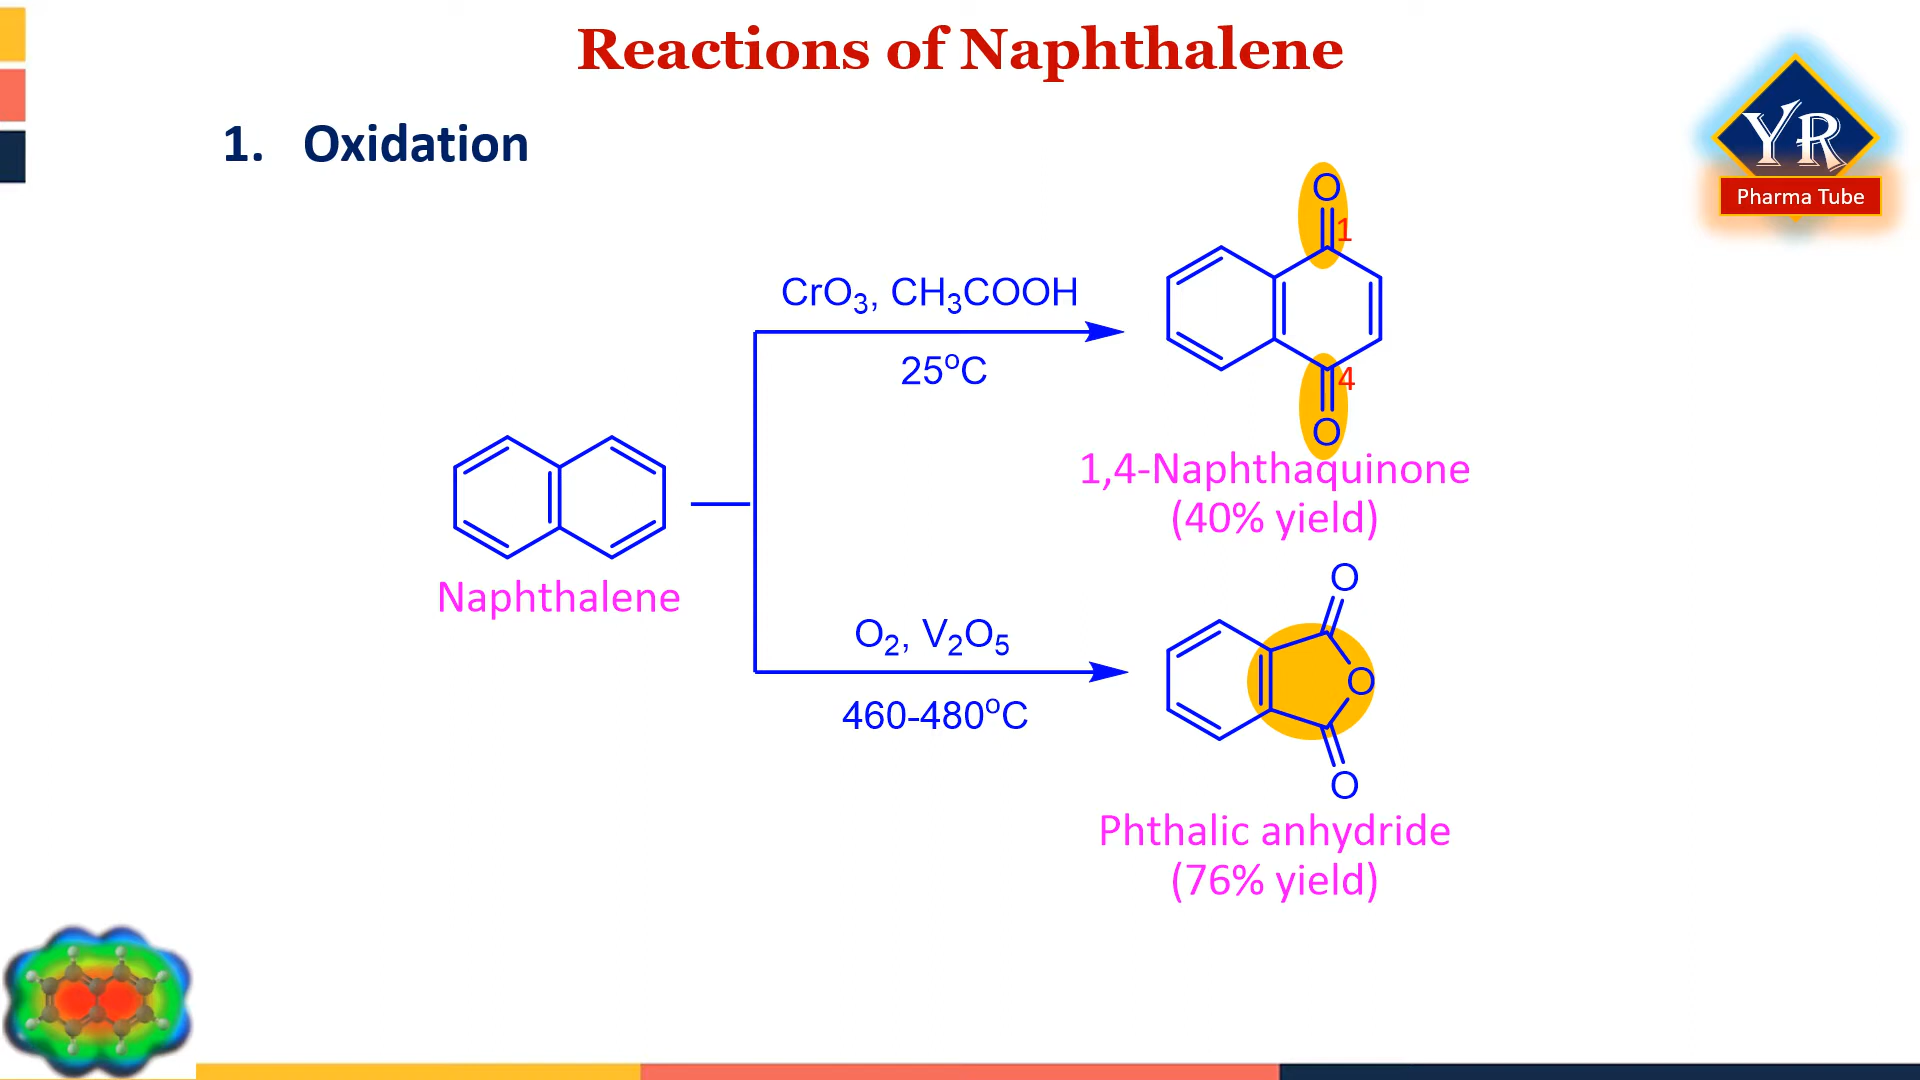 Reactions of Naphthalene
YR
Pharma Tube
1. Oxidation
CrO₃, CH₃COOH
25°C
O
1
4
O
1,4-Naphthaquinone
(40% yield)
Naphthalene
O₂, V₂O₅
460-480°C
O
O
O
Phthalic anhydride
(76% yield)